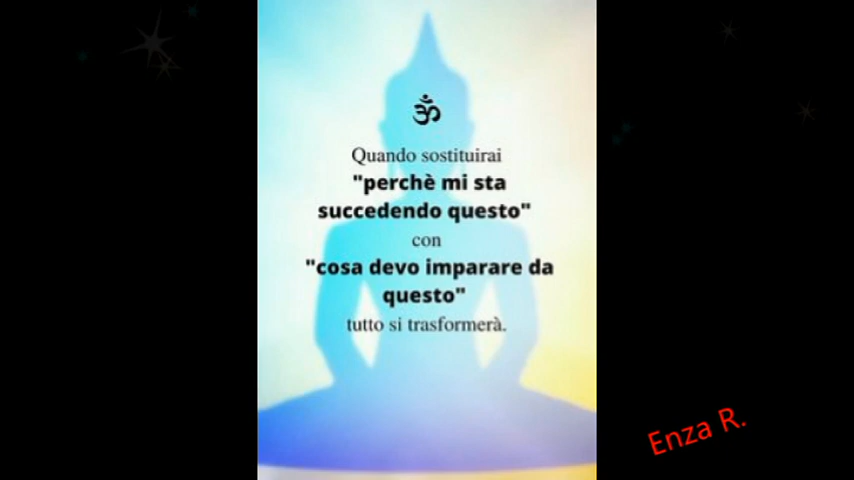 ॐ
Quando sostituirai
"perchè mi sta
succedendo questo"
con
"cosa devo imparare da
questo"
tutto si trasformerà.
Enza R.